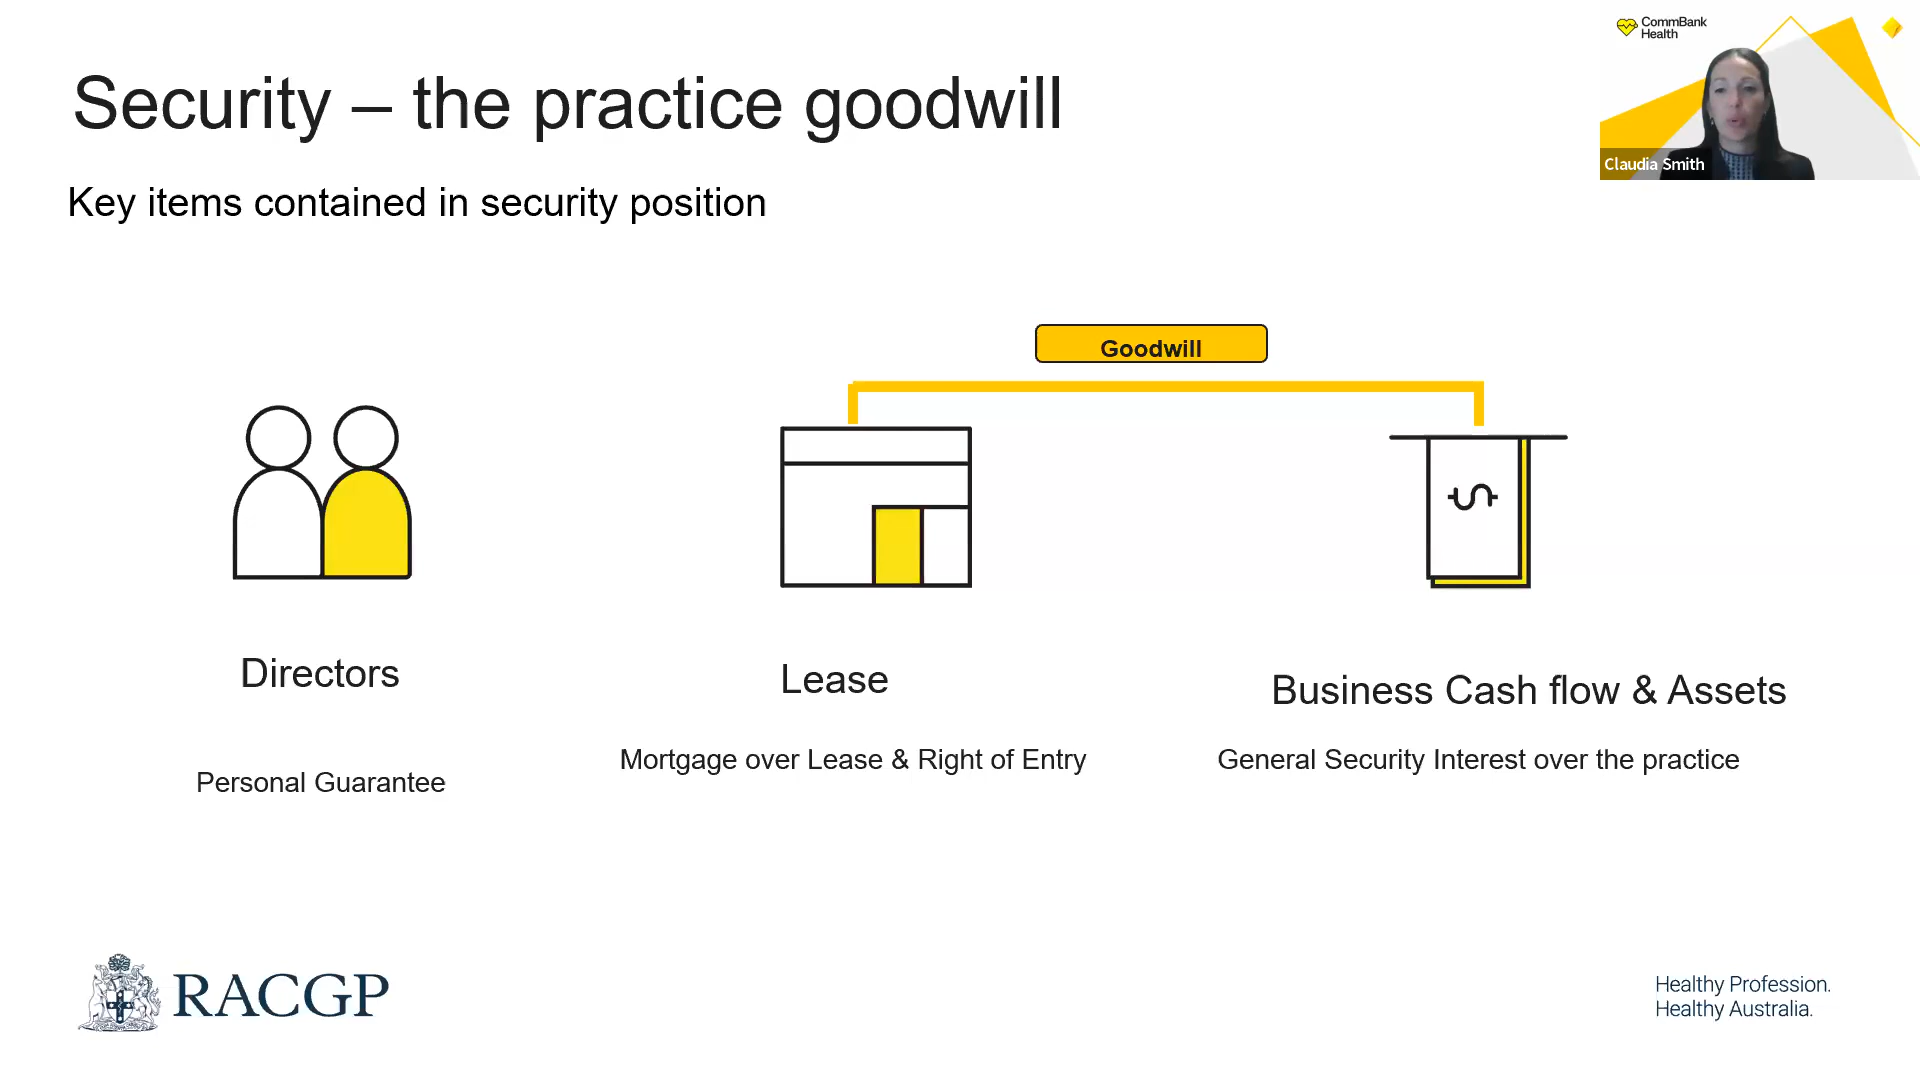 CommBank
Health
Claudia Smith
Security – the practice goodwill
Key items contained in security position
Goodwill
$
Directors
Lease
Business Cash flow & Assets
Personal Guarantee
Mortgage over Lease & Right of Entry
General Security Interest over the practice
RACGP
Healthy Profession.
Healthy Australia.